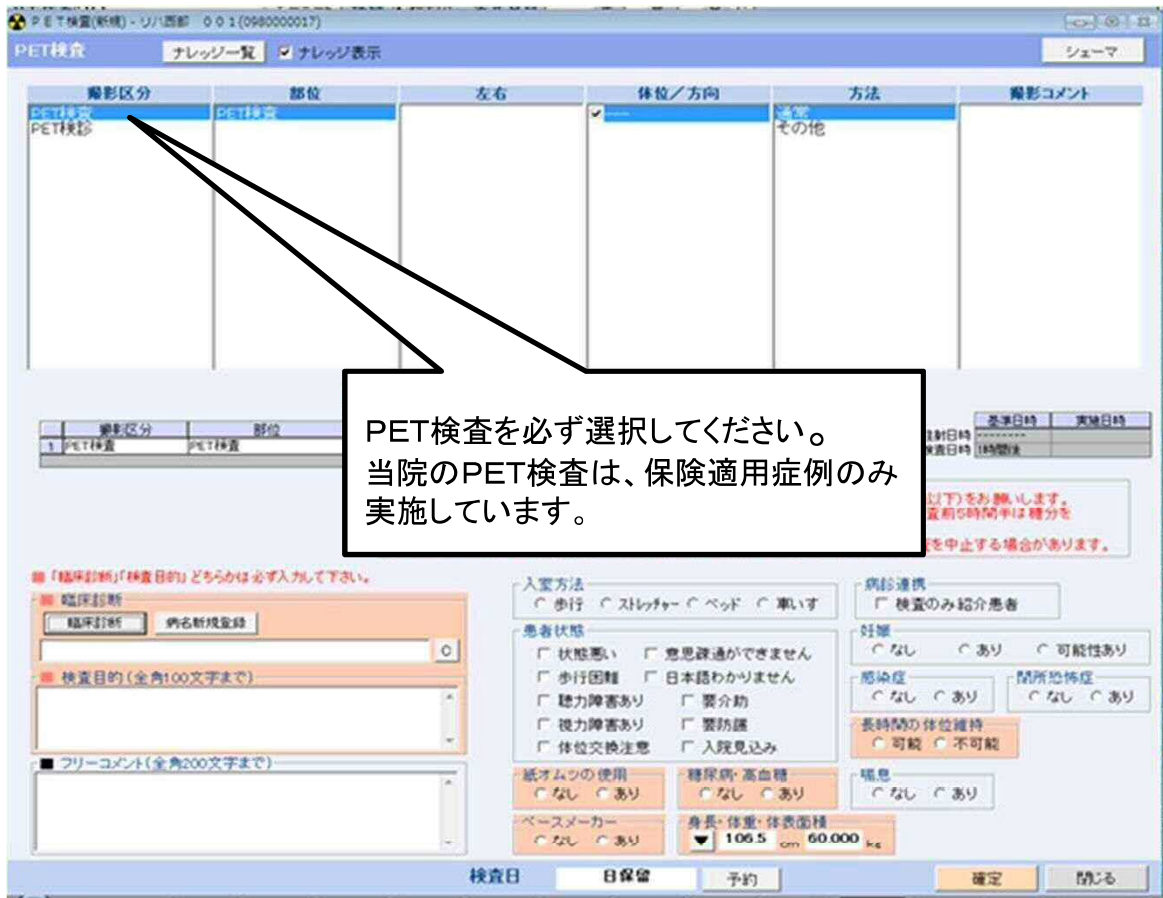 PET検査(新規) - リハ西部 001(0980000017)
PET検査 ナレッジ一覧 ナレッジ表示 シェーマ
撮影区分 部位 左右 体位/方向 方法 撮影コメント
PET検査 PET検査 ---- 通常
PET検診 その他
PET検査を必ず選択してください。
当院のPET検査は、保険適用症例のみ
実施しています。
撮影区分 部位 基準日時 実施日時
1 PET検査 PET検査 注射日時 --------
検査日時 1時間後
以下)をお願いします。
査前5時間半は糖分を
を中止する場合があります。
「臨床診断」「検査目的」どちらかは必ず入力して下さい。
臨床診断
臨床診断 病名新規登録
C
検査目的(全角100文字まで)
■ フリーコメント(全角200文字まで)
入室方法
歩行 ストレッチャー ベッド 車いす
患者状態
状態悪い 意思疎通ができません
歩行困難 日本語わかりません
聴力障害あり 要介助
視力障害あり 要防護
体位交換注意 入院見込み
紙オムツの使用
なし あり
糖尿病・高血糖
なし あり
ペースメーカー
なし あり
身長・体重・体表面積
106.5 cm 60.000 kg
病診連携
検査のみ紹介患者
妊娠
なし あり 可能性あり
感染症
なし あり
閉所恐怖症
なし あり
長時間の体位維持
可能 不可能
喘息
なし あり
検査日 日保留 予約 確定 閉じる